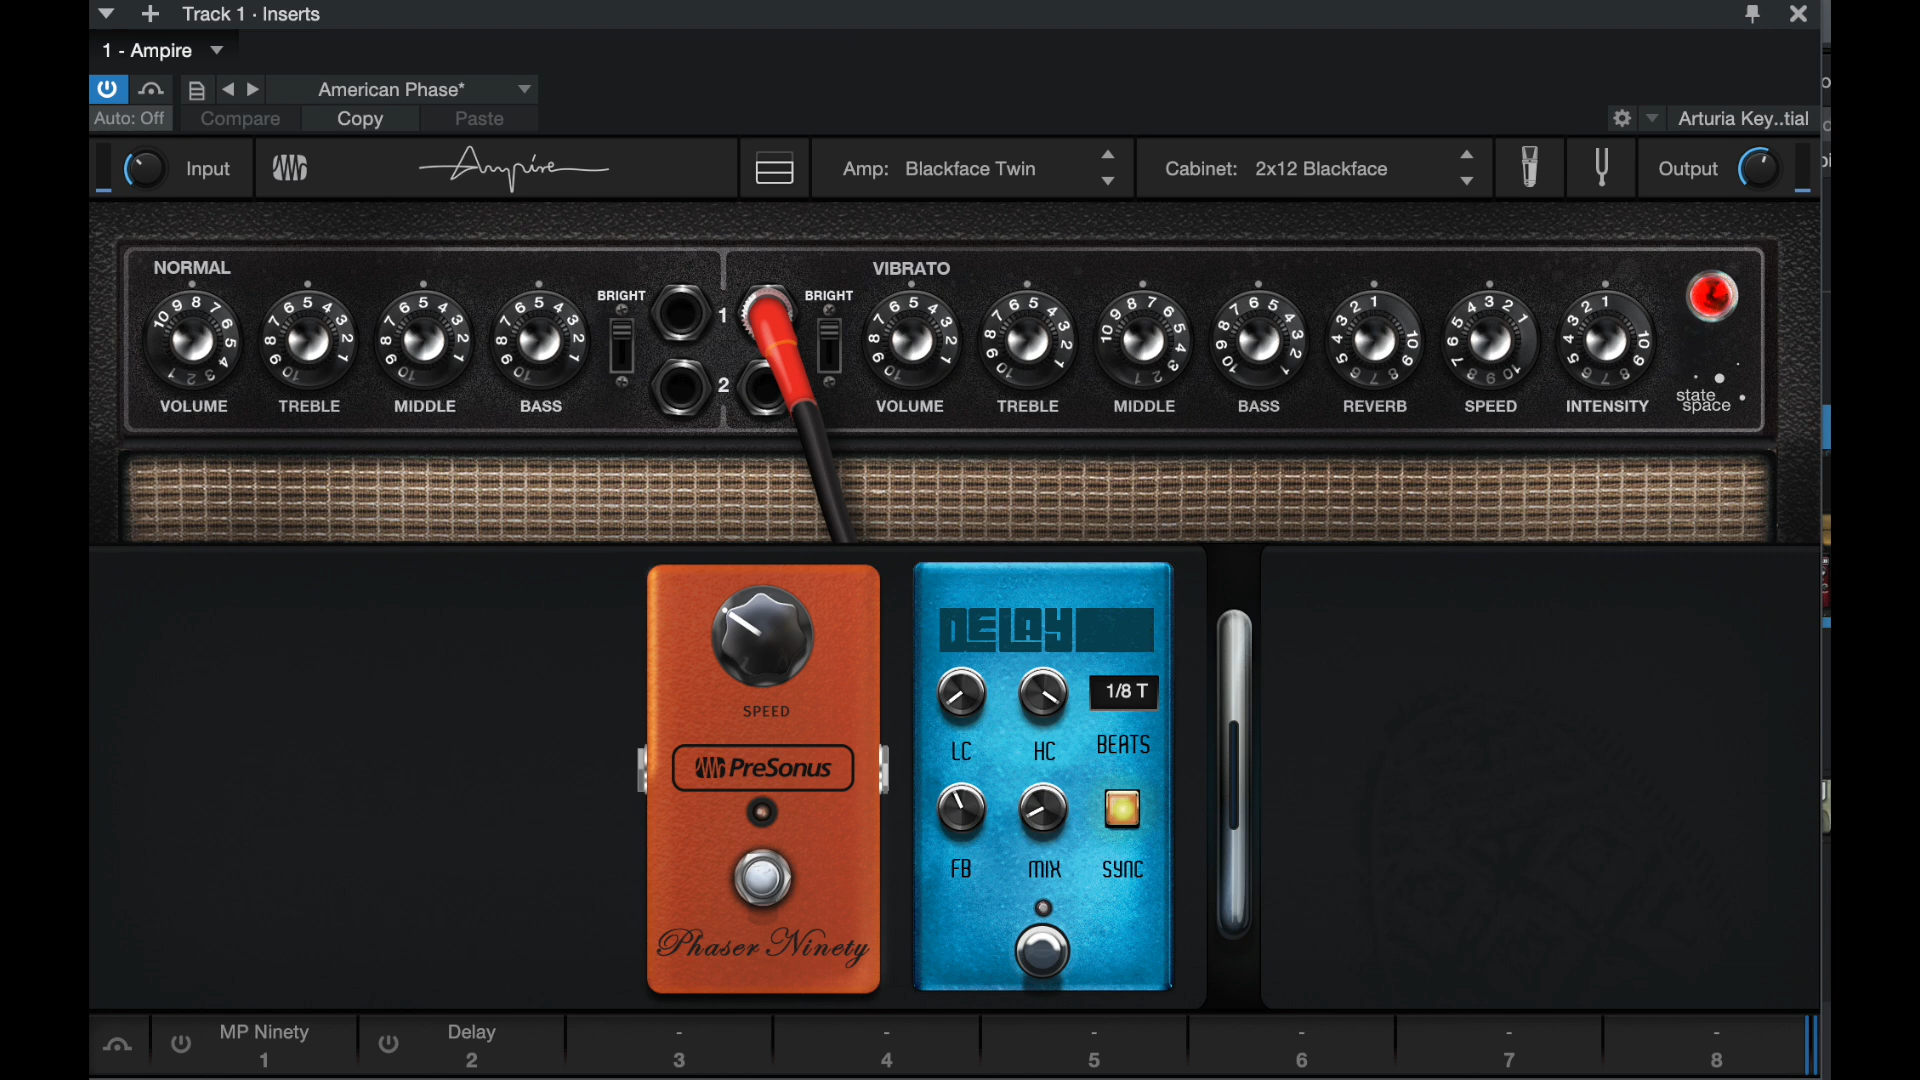 Track 1 · Inserts
1 - Ampire
American Phase*
Auto: Off Compare Copy Paste
Arturia Key..tial
Input Ampire Amp: Blackface Twin Cabinet: 2x12 Blackface Output
NORMAL VIBRATO
BRIGHT BRIGHT
1
2
VOLUME TREBLE MIDDLE BASS VOLUME TREBLE MIDDLE BASS REVERB SPEED INTENSITY
state
space
SPEED
PreSonus
Phaser Ninety
DELAY
1/8 T
LC HC BEATS
FB MIX SYNC
MP Ninety Delay - - - - - -
1 2 3 4 5 6 7 8